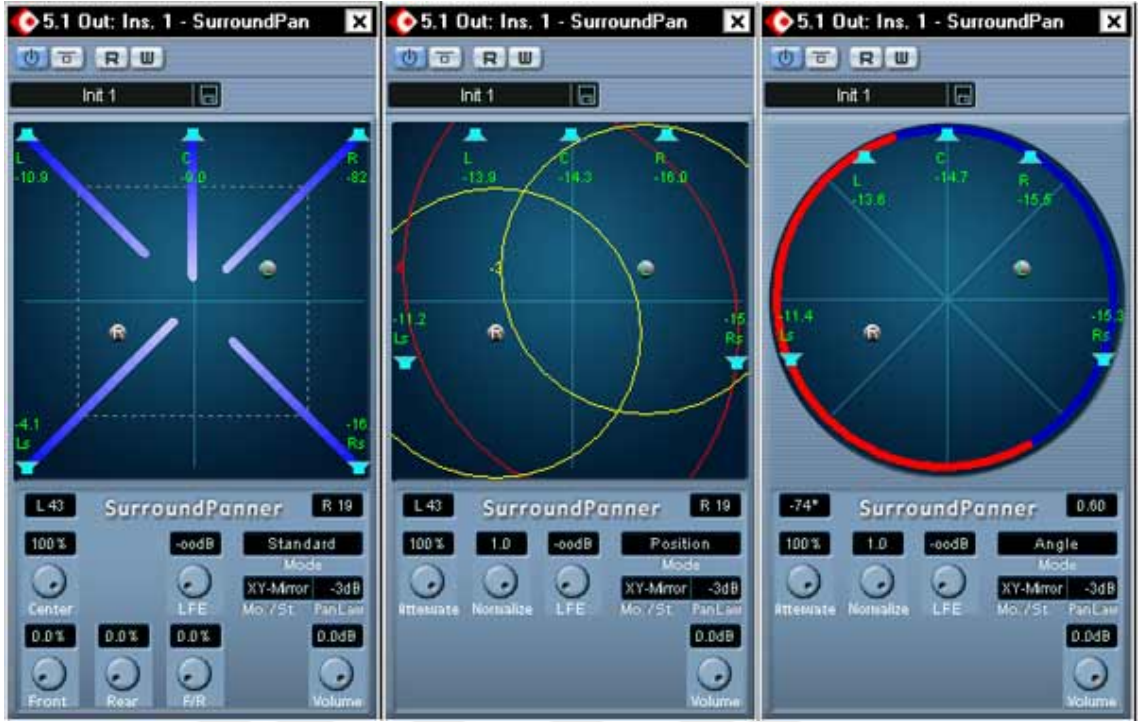 5.1 Out: Ins. 1 - SurroundPan
R W
Init 1
L C R
-10.9 -9.0 -82
R
-4.1 -16
Ls Rs
L 43 SurroundPanner R 19
100 % -oodB Standard
Mode
XY-Mirror -3dB
Center LFE Mo./St. PanLaw
0.0 % 0.0 % 0.0 % 0.0dB
Front Rear F/R Volume
5.1 Out: Ins. 1 - SurroundPan
R W
Init 1
L C R
-13.9 -14.3 -16.0
-3
-11.2 -15
Ls R Rs
L 43 SurroundPanner R 19
100 % 1.0 -oodB Position
Mode
XY-Mirror -3dB
Attenuate Normalize LFE Mo./St. PanLaw
0.0dB
Volume
5.1 Out: Ins. 1 - SurroundPan
R W
Init 1
C
L -14.7 R
-13.6 -15.5
-11.4 -15.3
Ls R Rs
-74° SurroundPanner 0.60
100 % 1.0 -oodB Angle
Mode
XY-Mirror -3dB
Attenuate Normalize LFE Mo./St. PanLaw
0.0dB
Volume